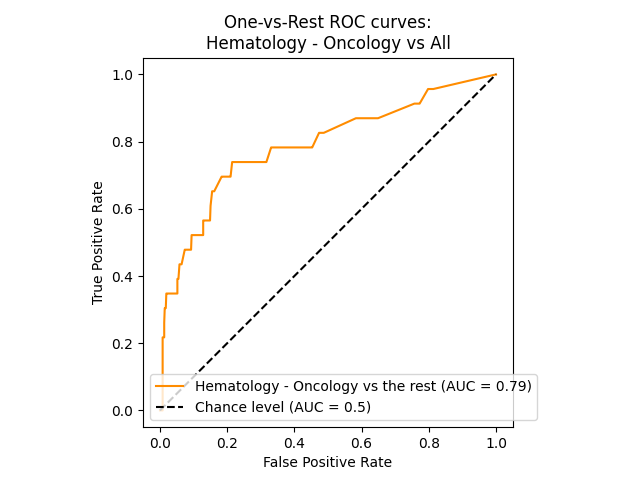 One-vs-Rest ROC curves:
Hematology - Oncology vs All
1.0
0.8
0.6
0.4
0.2
0.0
True Positive Rate
Hematology - Oncology vs the rest (AUC = 0.79)
Chance level (AUC = 0.5)
0.0 0.2 0.4 0.6 0.8 1.0
False Positive Rate